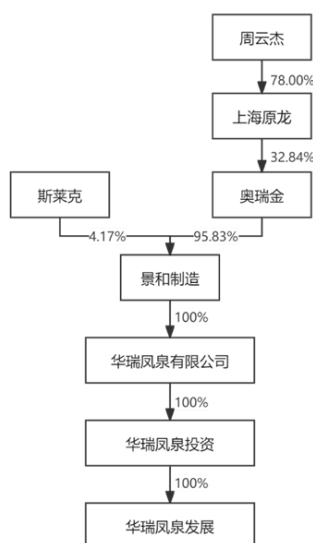 周云杰
78.00%
上海原龙
32.84%
斯莱克
奥瑞金
4.17%
95.83%
景和制造
100%
华瑞凤泉有限公司
100%
华瑞凤泉投资
100%
华瑞凤泉发展